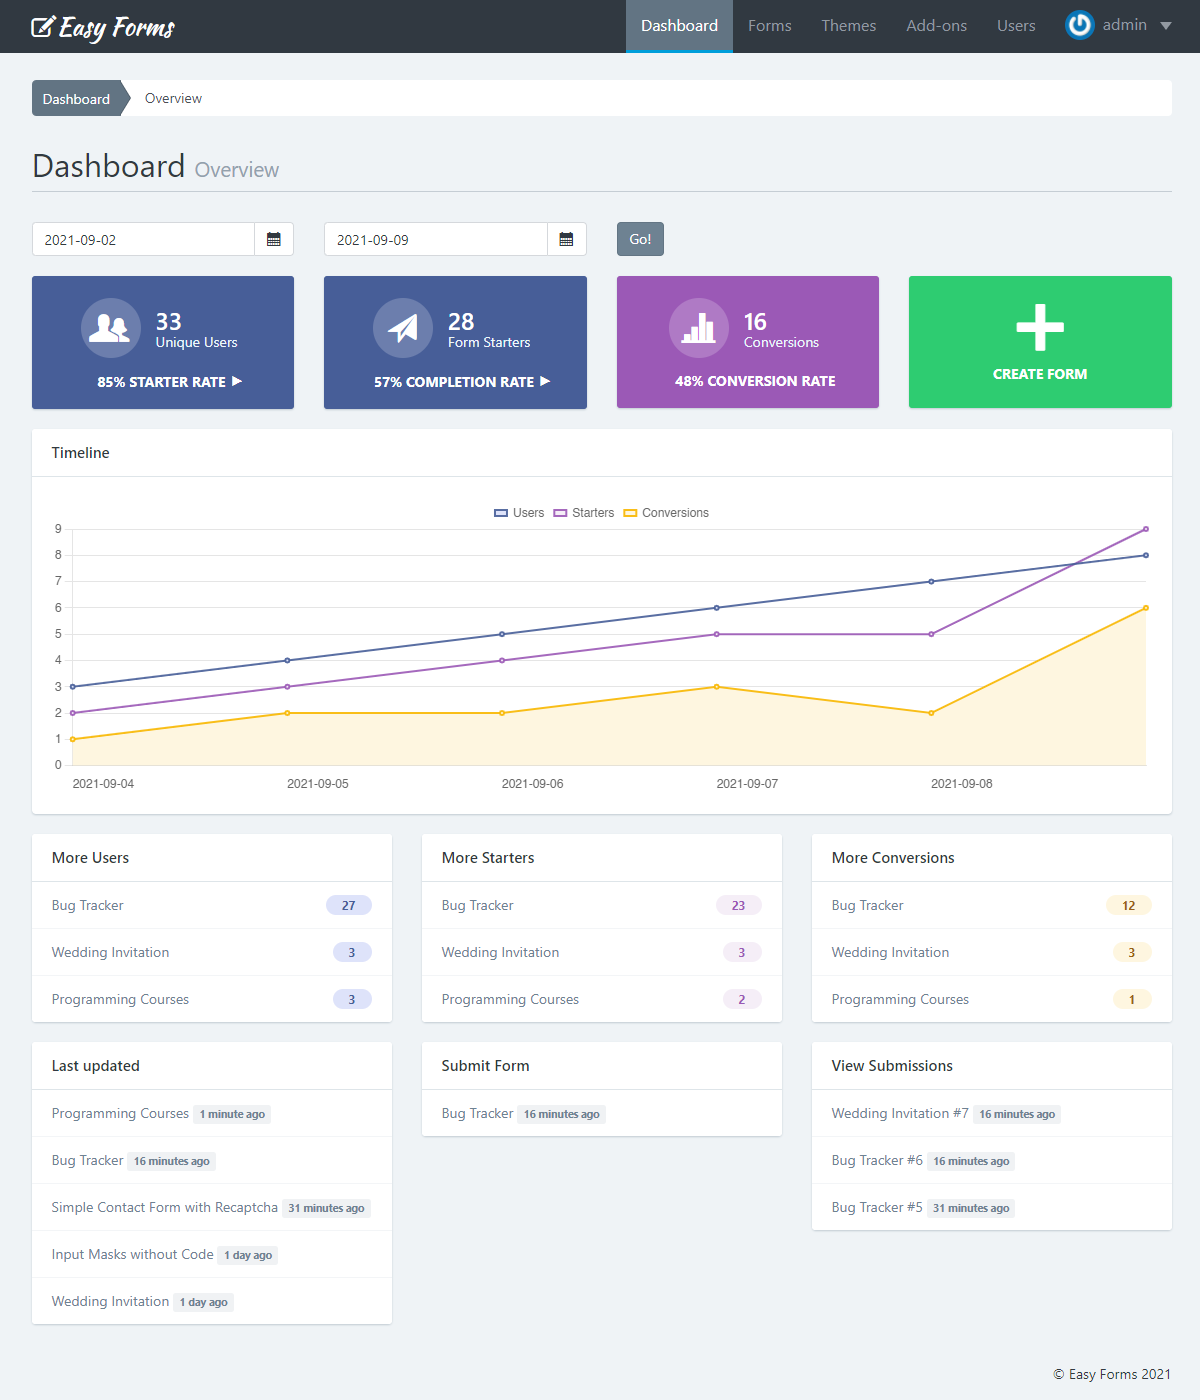 Easy Forms
Dashboard Forms Themes Add-ons Users admin
Dashboard Overview
Dashboard Overview
2021-09-02 2021-09-09 Go!
33
Unique Users
85% STARTER RATE
28
Form Starters
57% COMPLETION RATE
16
Conversions
48% CONVERSION RATE
CREATE FORM
Timeline
Users Starters Conversions
9
8
7
6
5
4
3
2
1
0
2021-09-04 2021-09-05 2021-09-06 2021-09-07 2021-09-08
More Users
Bug Tracker 27
Wedding Invitation 3
Programming Courses 3
More Starters
Bug Tracker 23
Wedding Invitation 3
Programming Courses 2
More Conversions
Bug Tracker 12
Wedding Invitation 3
Programming Courses 1
Last updated
Programming Courses 1 minute ago
Bug Tracker 16 minutes ago
Simple Contact Form with Recaptcha 31 minutes ago
Input Masks without Code 1 day ago
Wedding Invitation 1 day ago
Submit Form
Bug Tracker 16 minutes ago
View Submissions
Wedding Invitation #7 16 minutes ago
Bug Tracker #6 16 minutes ago
Bug Tracker #5 31 minutes ago
© Easy Forms 2021